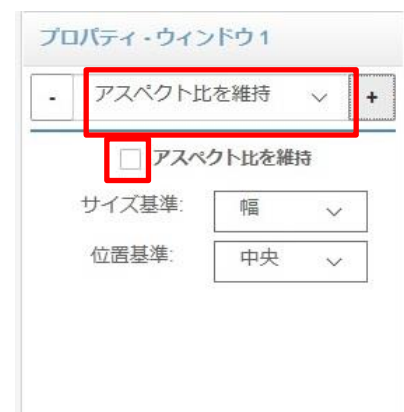 プロパティ - ウィンドウ 1
- アスペクト比を維持 +
アスペクト比を維持
サイズ基準: 幅
位置基準: 中央